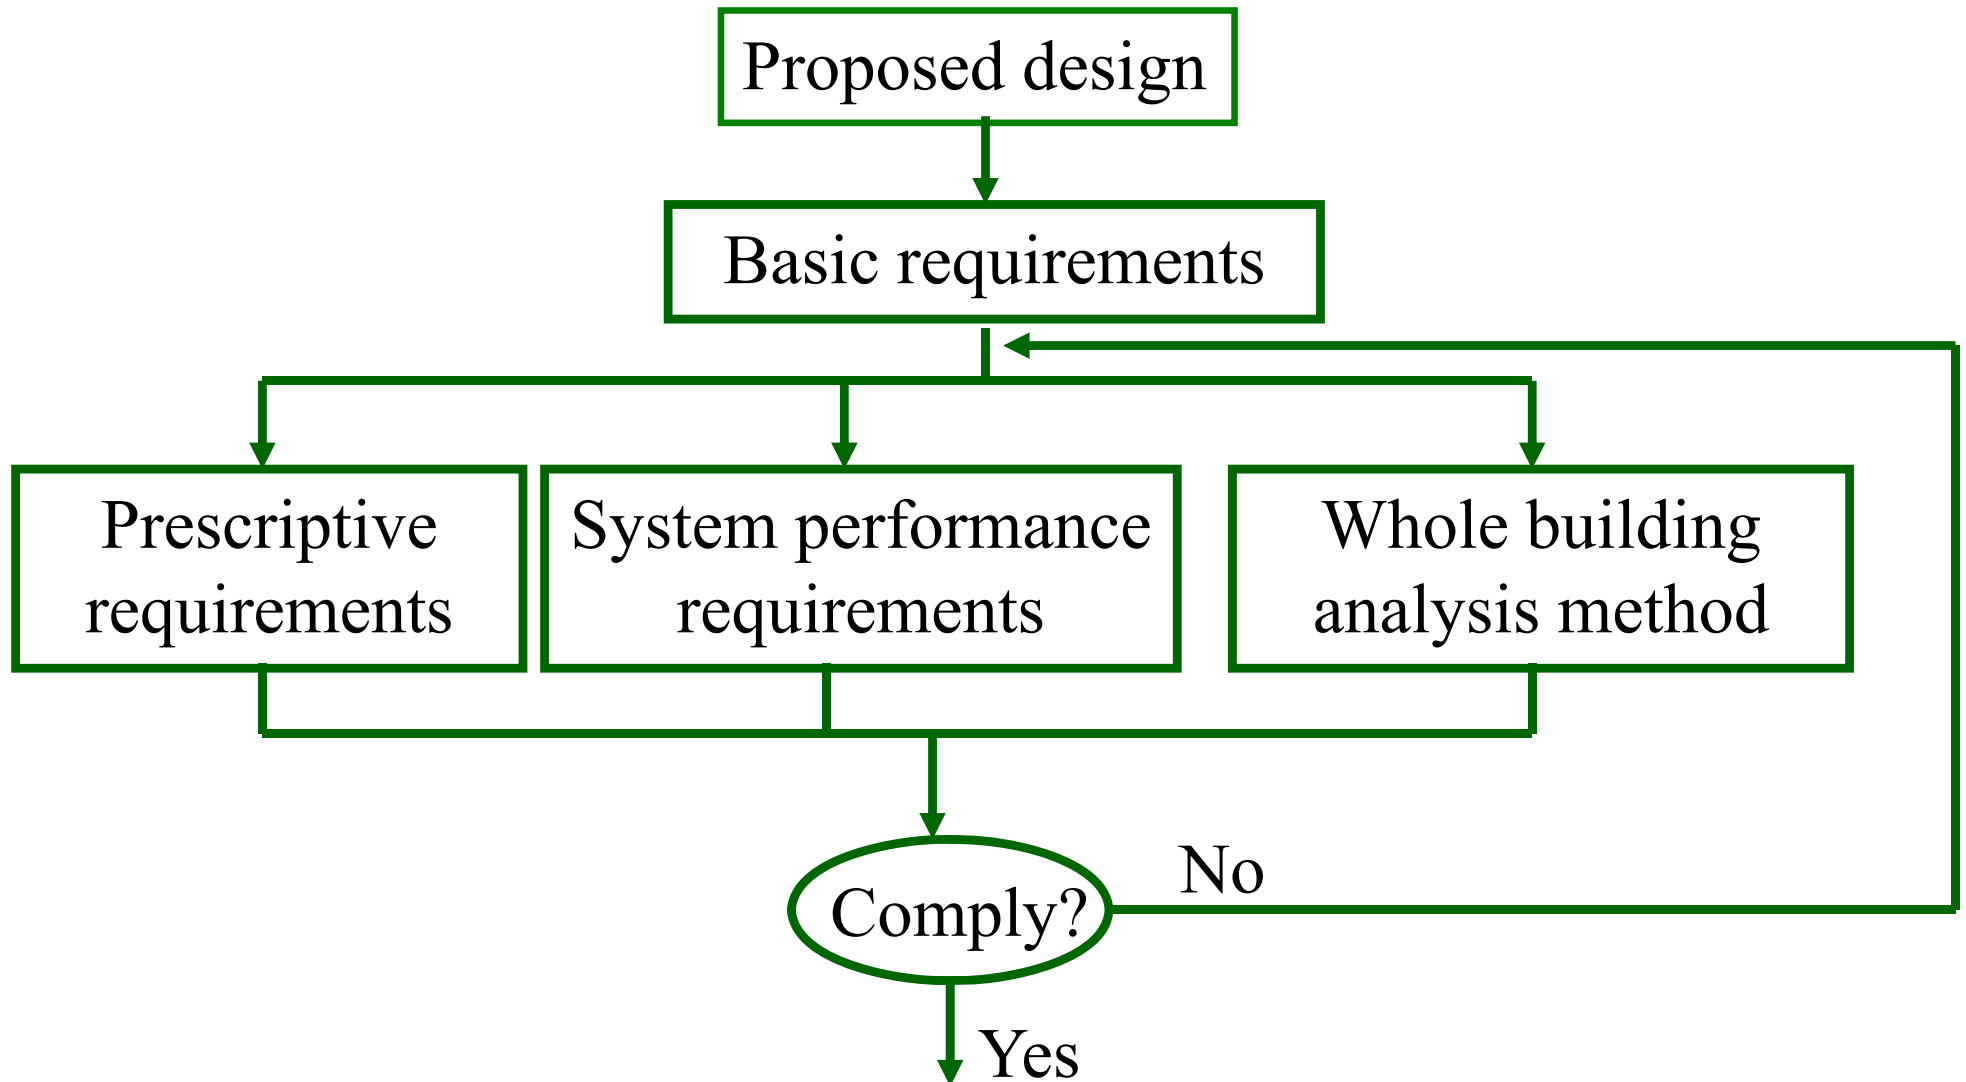 Proposed design
Basic requirements
Prescriptive
requirements
System performance
requirements
Whole building
analysis method
Comply?
No
Yes